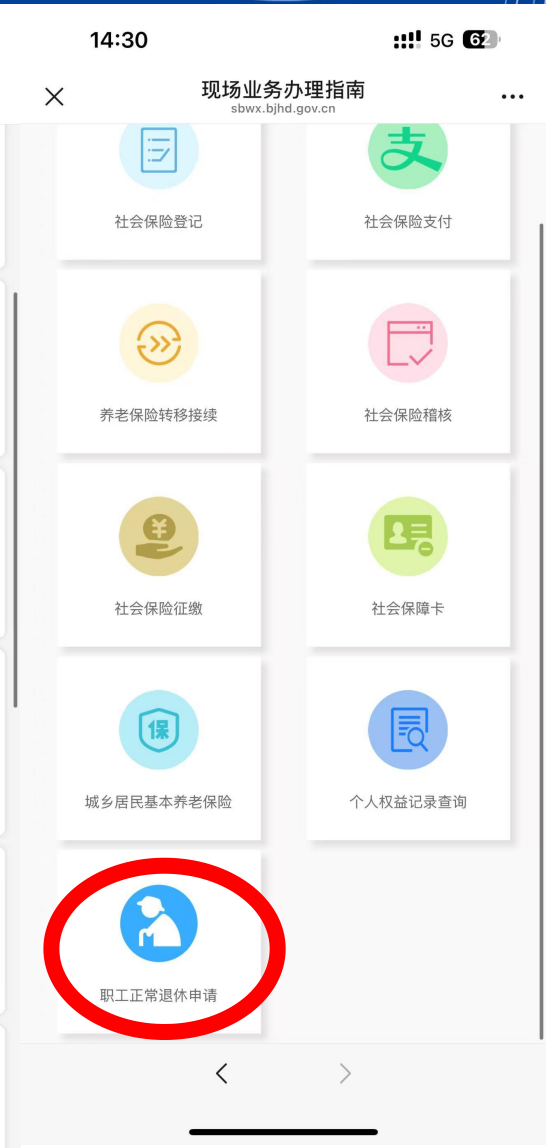 14:30
5G 62
现场业务办理指南
sbwx.bjhd.gov.cn
支
社会保险登记
社会保险支付
养老保险转移接续
社会保险稽核
¥
社会保险征缴
社会保障卡
保
城乡居民基本养老保险
个人权益记录查询
职工正常退休申请